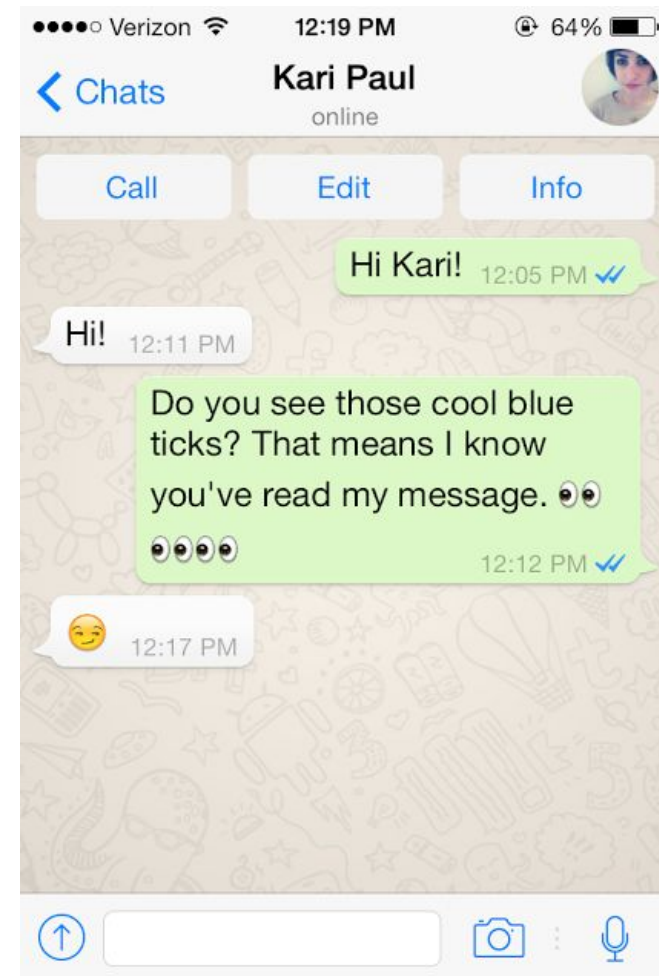 Verizon 12:19 PM 64%
Chats Kari Paul
online
Call Edit Info
Hi Kari! 12:05 PM
Hi! 12:11 PM
Do you see those cool blue
ticks? That means I know
you've read my message. 👀
👀👀 12:12 PM
😏 12:17 PM